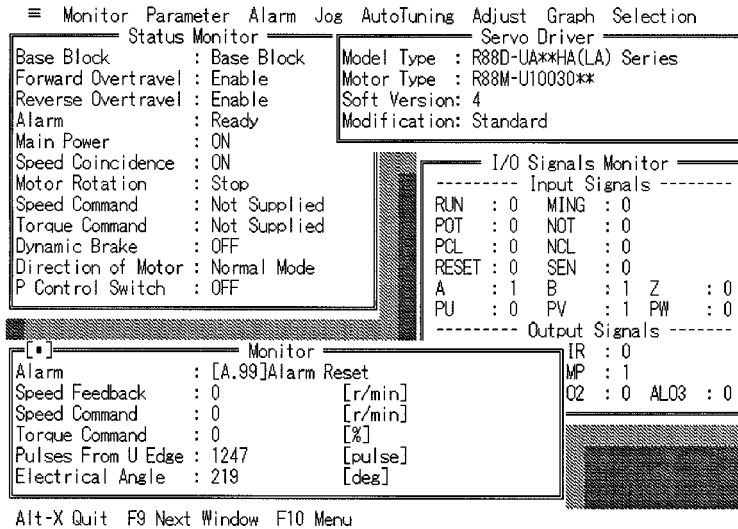 ≡ Monitor Parameter Alarm Jog AutoTuning Adjust Graph Selection
Status Monitor
Base Block : Base Block
Forward Overtravel : Enable
Reverse Overtravel : Enable
Alarm : Ready
Main Power : ON
Speed Coincidence : ON
Motor Rotation : Stop
Speed Command : Not Supplied
Torque Command : Not Supplied
Dynamic Brake : OFF
Direction of Motor : Normal Mode
P Control Switch : OFF
Servo Driver
Model Type : R88D-UA**HA(LA) Series
Motor Type : R88M-U10030**
Soft Version: 4
Modification: Standard
I/O Signals Monitor
Input Signals
RUN : 0 MING : 0
POT : 0 NOT : 0
PCL : 0 NCL : 0
RESET : 0 SEN : 0
A : 1 B : 1 Z : 0
PU : 0 PV : 1 PW : 0
Output Signals
IR : 0
MP : 1
O2 : 0 ALO3 : 0
[▪] Monitor
Alarm : [A.99]Alarm Reset
Speed Feedback : 0 [r/min]
Speed Command : 0 [r/min]
Torque Command : 0 [%]
Pulses From U Edge : 1247 [pulse]
Electrical Angle : 219 [deg]
Alt-X Quit F9 Next Window F10 Menu